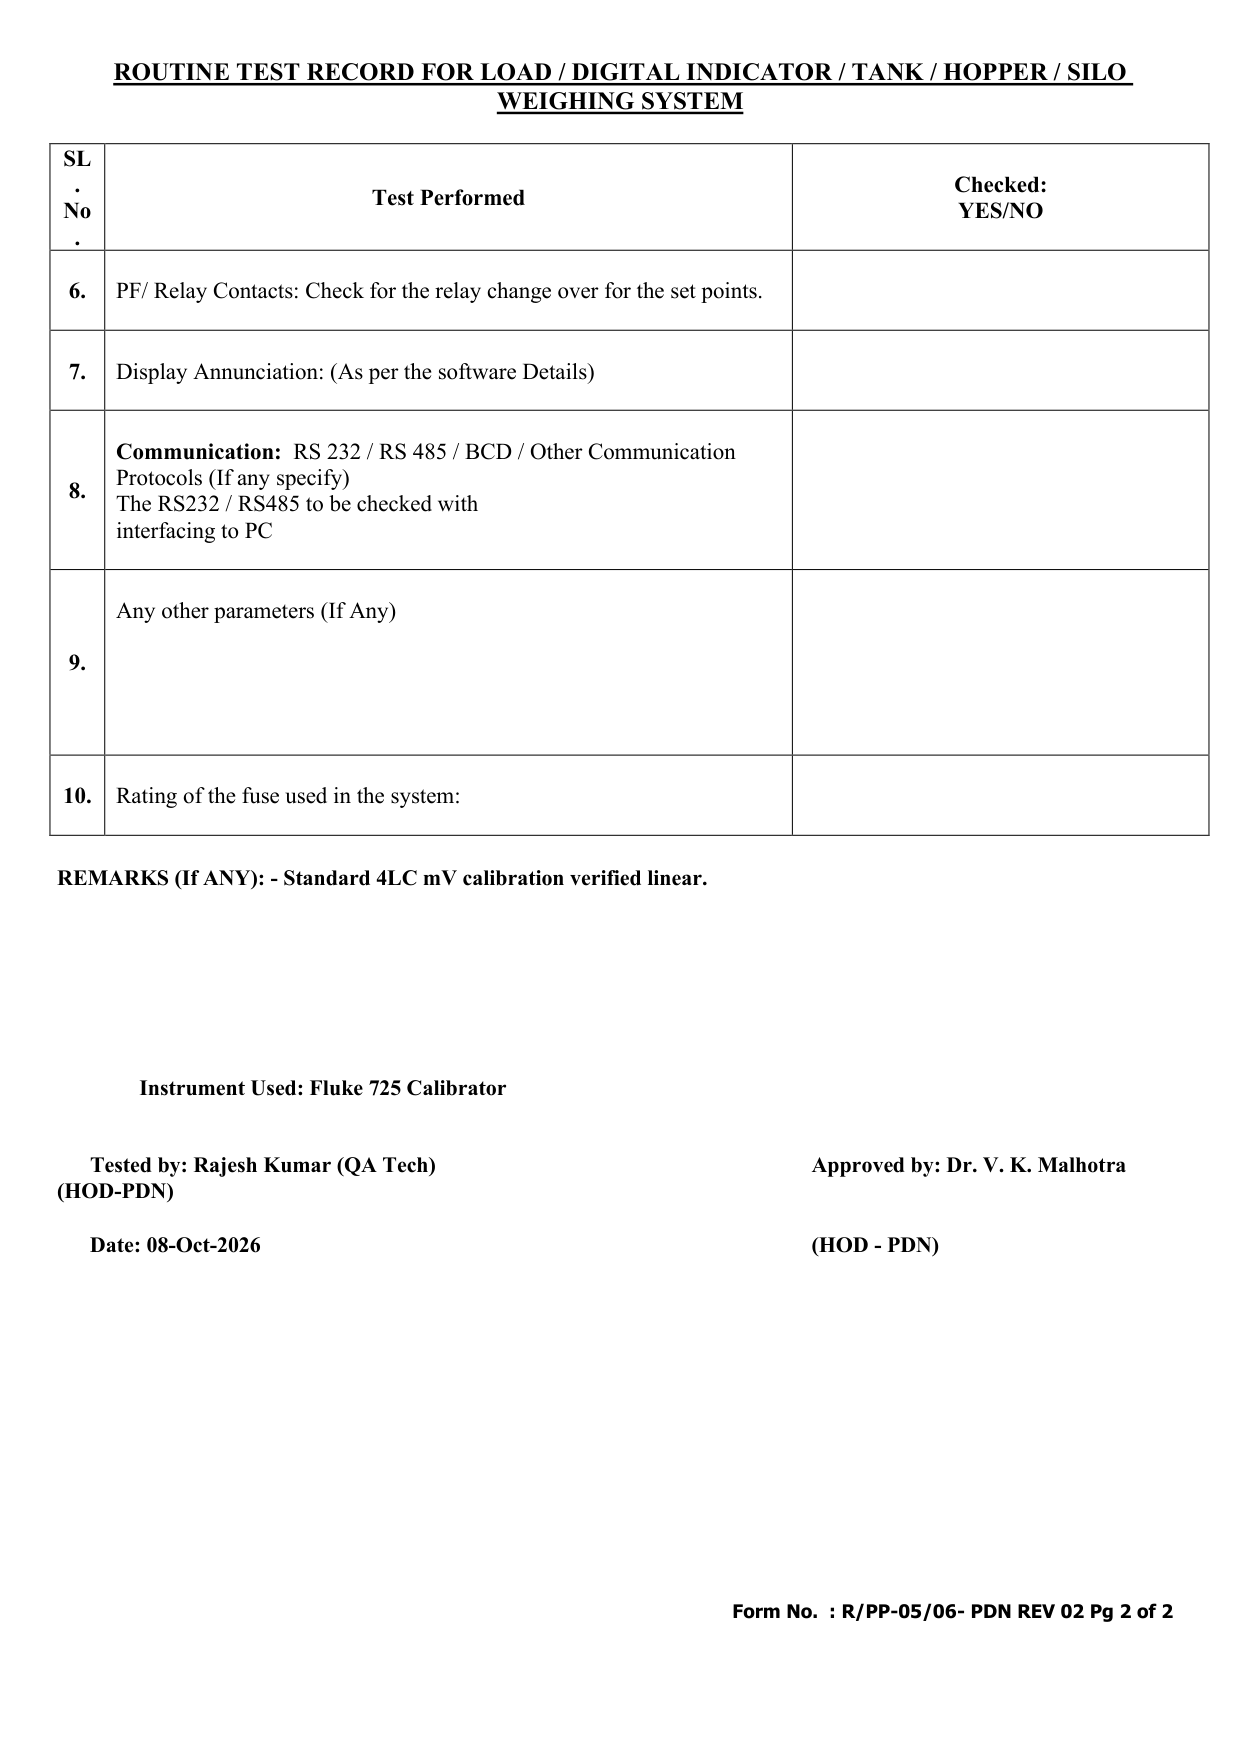 ROUTINE TEST RECORD FOR LOAD / DIGITAL INDICATOR / TANK / HOPPER / SILO
WEIGHING SYSTEM
SL
.
No
.
Test Performed
Checked:
YES/NO
6.
PF/ Relay Contacts: Check for the relay change over for the set points.
7.
Display Annunciation: (As per the software Details)
8.
Communication:  RS 232 / RS 485 / BCD / Other Communication
Protocols (If any specify)
The RS232 / RS485 to be checked with
interfacing to PC
9.
Any other parameters (If Any)
10.
Rating of the fuse used in the system:
REMARKS (If ANY): - Standard 4LC mV calibration verified linear.
Instrument Used: Fluke 725 Calibrator
Tested by: Rajesh Kumar (QA Tech)
Approved by: Dr. V. K. Malhotra
(HOD-PDN)
Date: 08-Oct-2026
(HOD - PDN)
Form No.  : R/PP-05/06- PDN REV 02 Pg 2 of 2